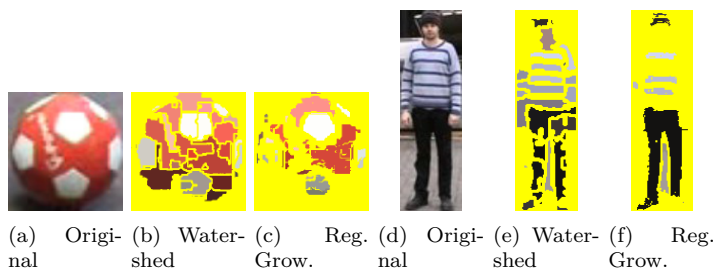 (a) Origi-
nal
(b) Water-
shed
(c) Reg.
Grow.
(d) Origi-
nal
(e) Water-
shed
(f) Reg.
Grow.